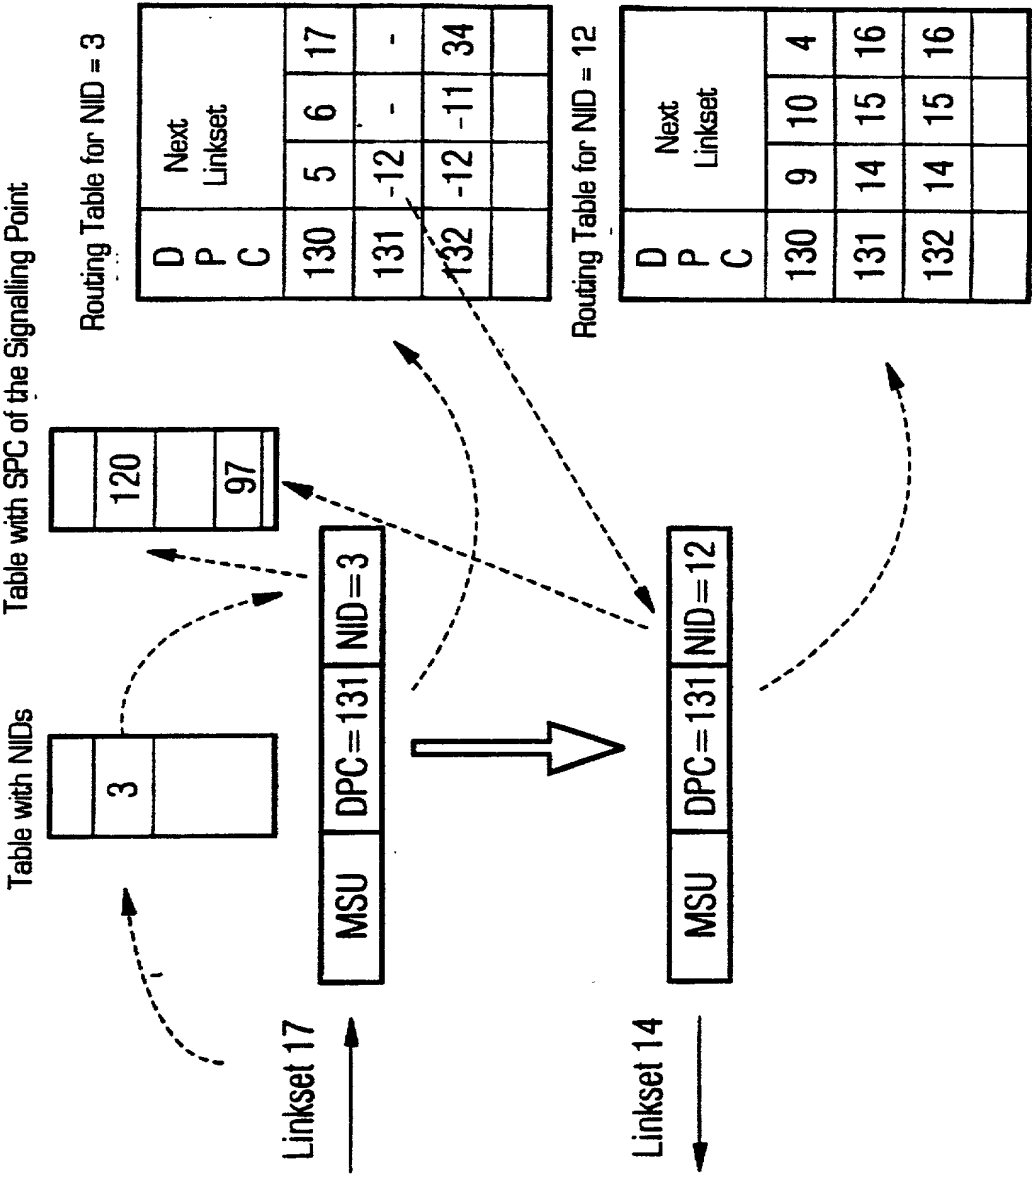 Table with NIDs
Table with SPC of the Signalling Point
3
120
97
Routing Table for NID = 3
D P C Next Linkset
130 5 6 17
131 -12 - -
132 -12 -11 34
Linkset 17
MSU DPC=131 NID=3
Linkset 14
MSU DPC=131 NID=12
Routing Table for NID = 12
D P C Next Linkset
130 9 10 4
131 14 15 16
132 14 15 16